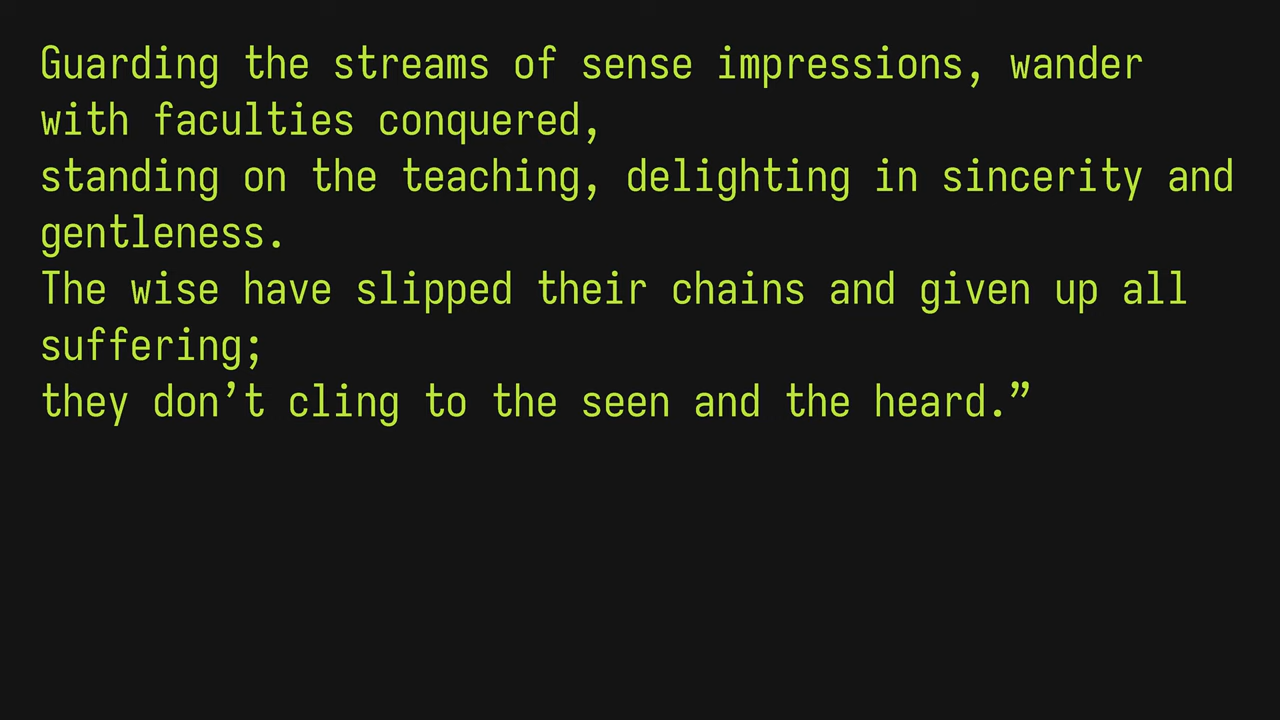 Guarding the streams of sense impressions, wander
with faculties conquered,
standing on the teaching, delighting in sincerity and
gentleness.
The wise have slipped their chains and given up all
suffering;
they don’t cling to the seen and the heard.”